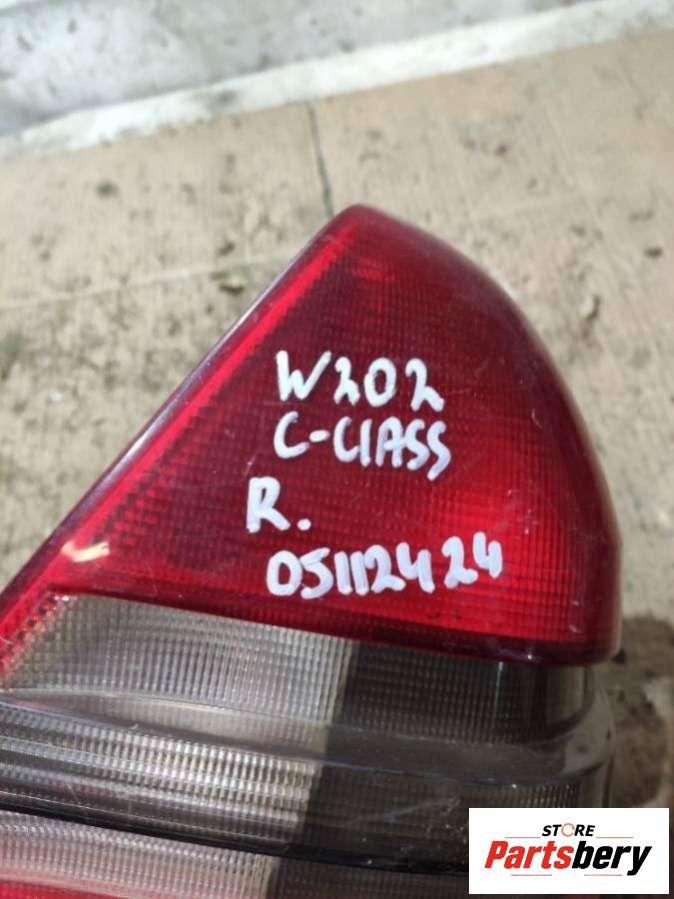 W202
C-ClASS
R.
05112424
STORE
Partsbery